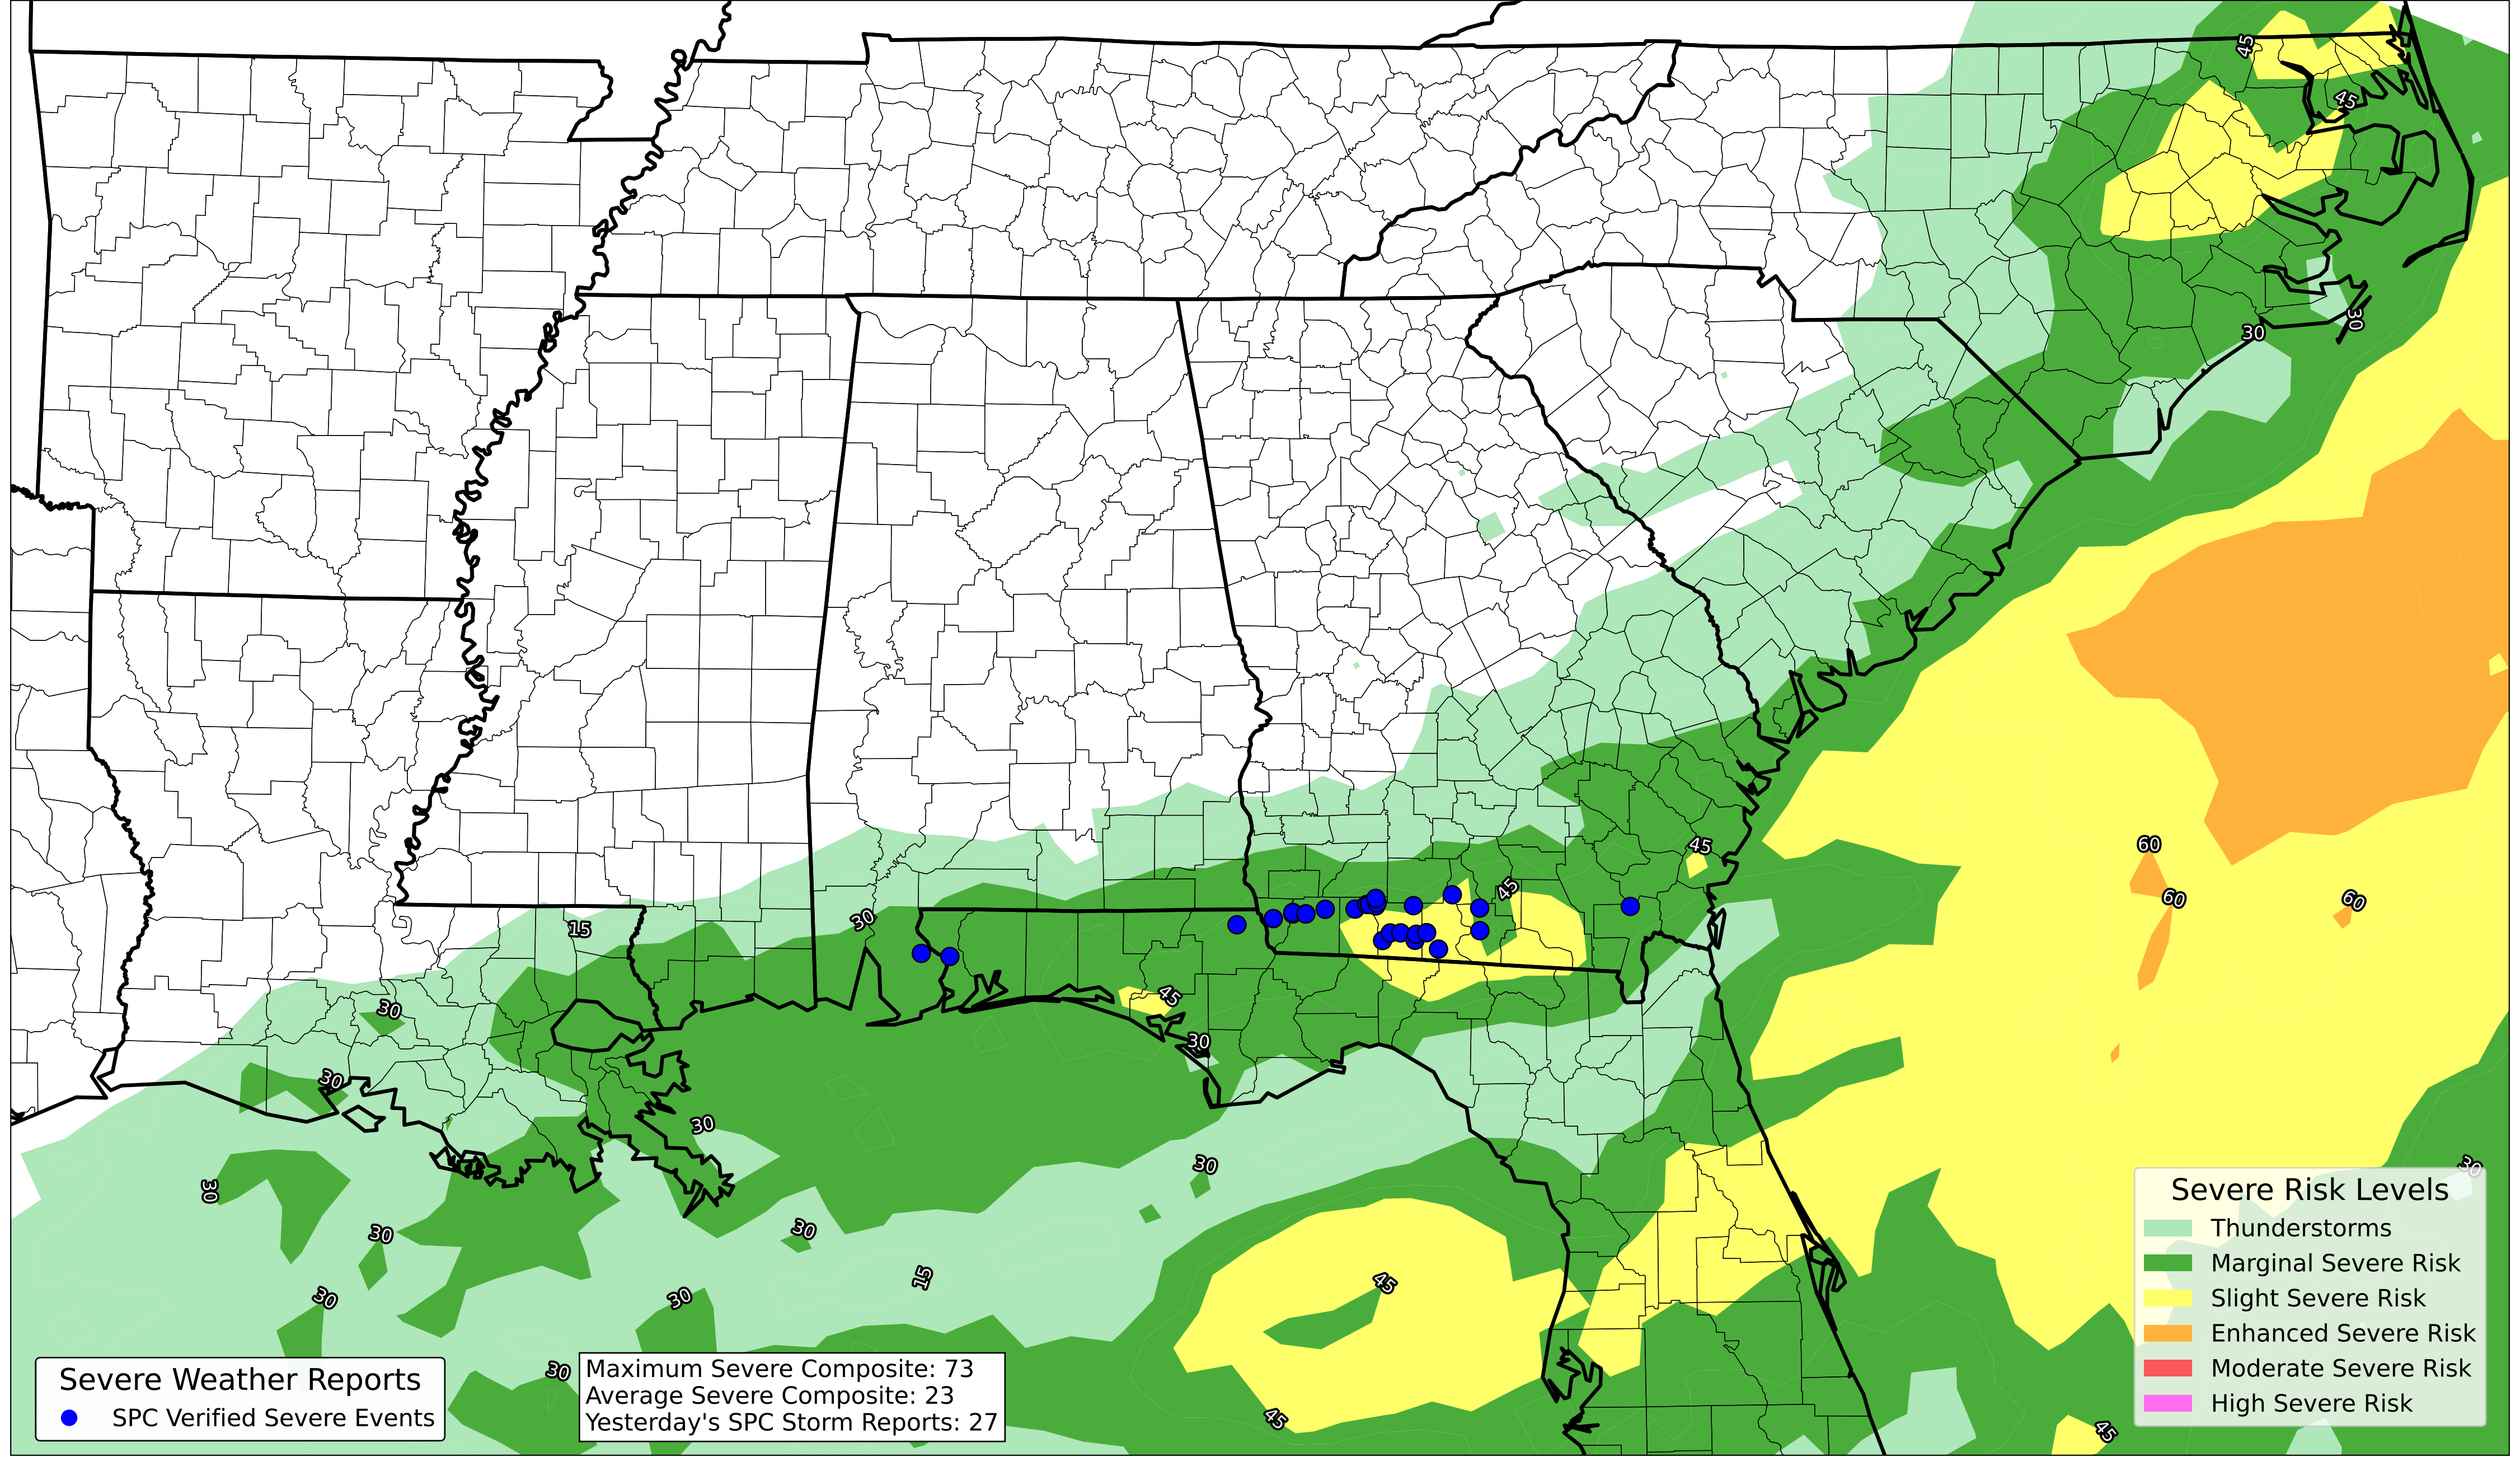 45
45
30
30
45
45
60
60
60
30
15
45
30
30
30
30
30
30
30
30
30
15
45
30
30
30
45
45
Severe Risk Levels
Thunderstorms
Marginal Severe Risk
Slight Severe Risk
Enhanced Severe Risk
Moderate Severe Risk
High Severe Risk
Severe Weather Reports
SPC Verified Severe Events
Maximum Severe Composite: 73
Average Severe Composite: 23
Yesterday's SPC Storm Reports: 27